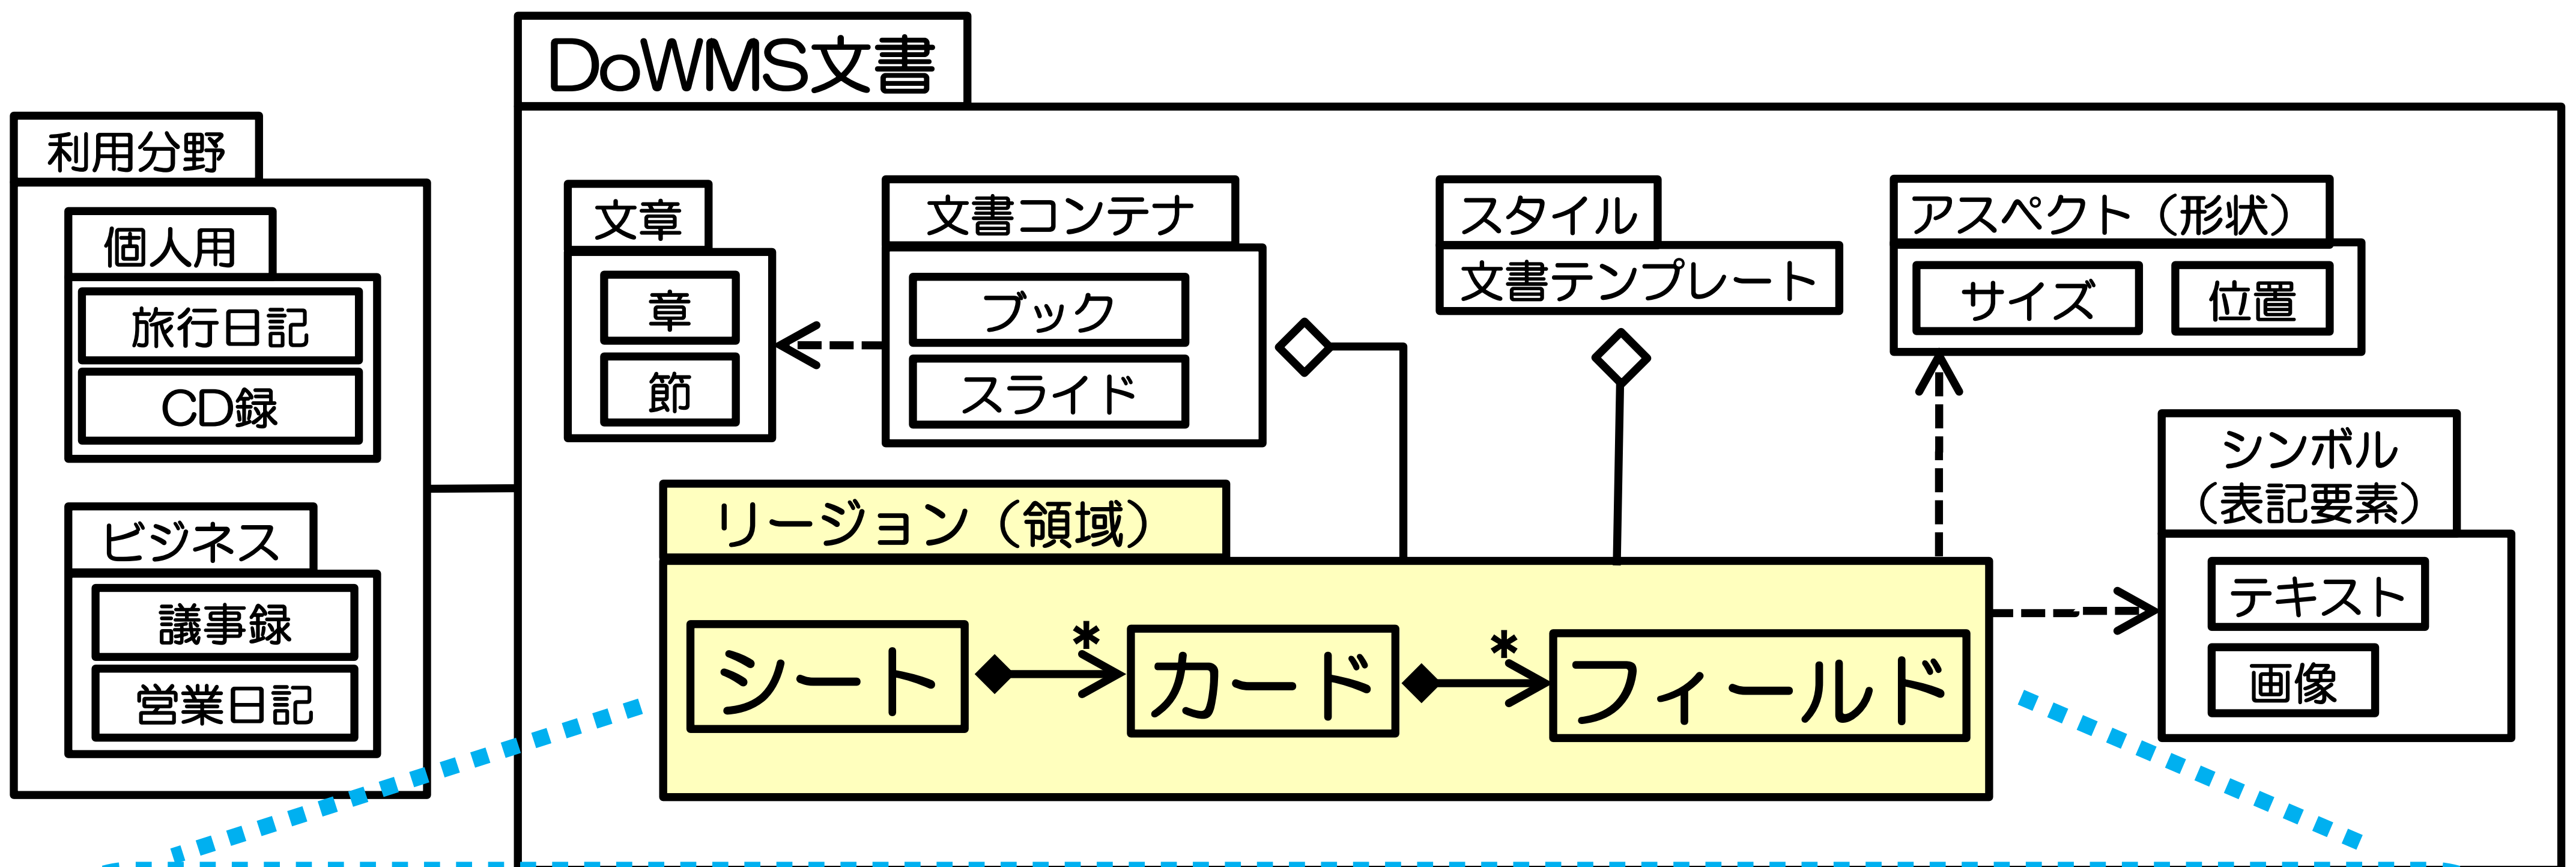 DoWMS文書
利用分野
個人用
旅行日記
CD録
ビジネス
議事録
営業日記
文章
章
節
文書コンテナ
ブック
スライド
スタイル
文書テンプレート
アスペクト（形状）
サイズ
位置
シンボル
（表記要素）
テキスト
画像
リージョン（領域）
シート
*
カード
*
フィールド